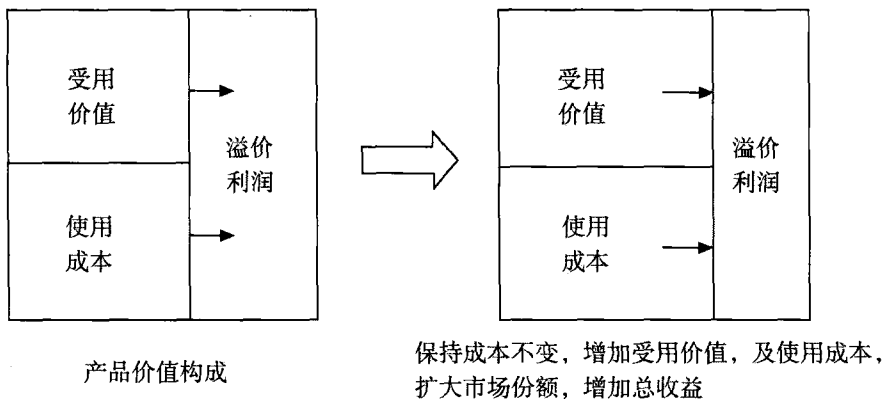 受用
价值
溢价
利润
使用
成本
产品价值构成
受用
价值
溢价
利润
使用
成本
保持成本不变，增加受用价值，及使用成本，
扩大市场份额，增加总收益